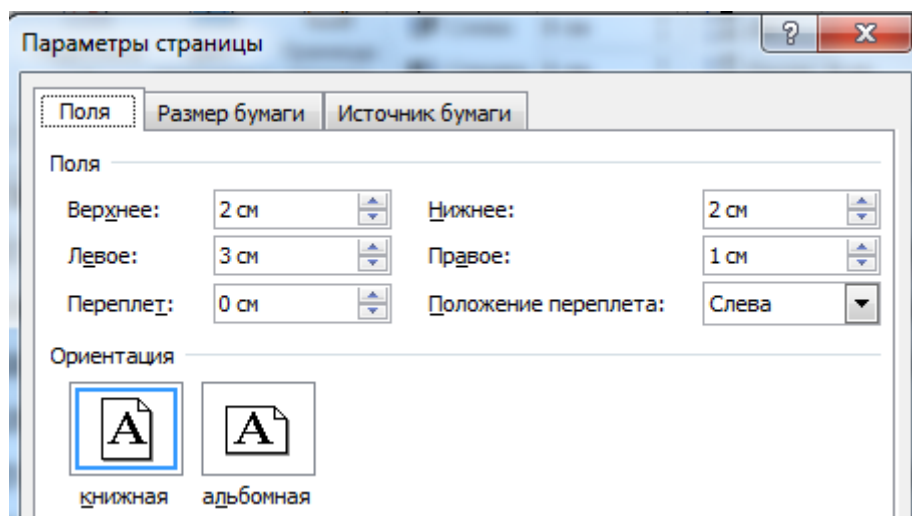 Параметры страницы
Поля Размер бумаги Источник бумаги
Поля
Верхнее: 2 см Нижнее: 2 см
Левое: 3 см Правое: 1 см
Переплет: 0 см Положение переплета: Слева
Ориентация
A A
книжная альбомная